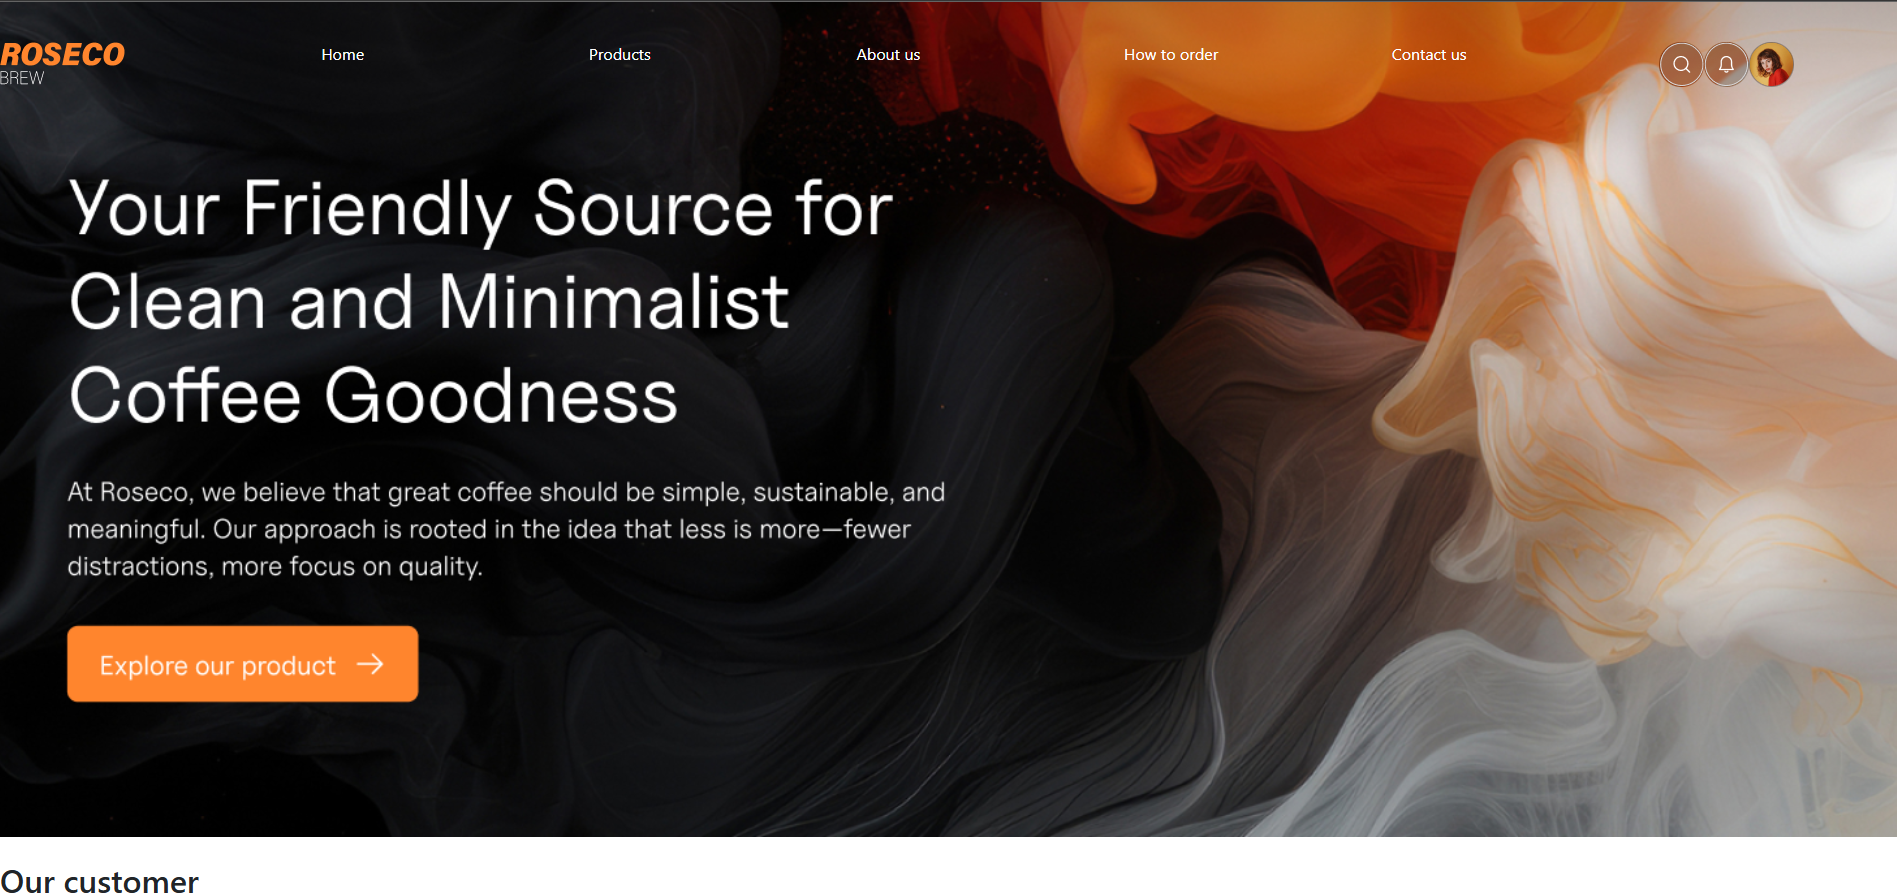 ROSECO
BREW
Home
Products
About us
How to order
Contact us
Your Friendly Source for
Clean and Minimalist
Coffee Goodness
At Roseco, we believe that great coffee should be simple, sustainable, and
meaningful. Our approach is rooted in the idea that less is more—fewer
distractions, more focus on quality.
Explore our product →
Our customer